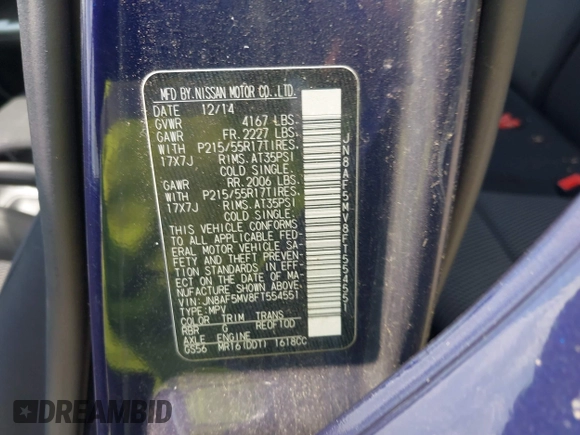 MFD BY.NISSAN MOTOR CO.,LTD.
DATE 12/14
GVWR 4167 LBS.
GAWR FR.2227 LBS.
WITH P215/55R17TIRES.
17X7J RIMS.AT35PSI
COLD SINGLE.
GAWR RR.2006 LBS.
WITH P215/55R17TIRES.
17X7J RIMS.AT35PSI
COLD SINGLE.
THIS VEHICLE CONFORMS
TO ALL APPLICABLE FED-
ERAL MOTOR VEHICLE SA-
FETY AND THEFT PREVEN-
TION STANDARDS IN EFF-
ECT ON THE DATE OF MA-
NUFACTURE SHOWN ABOVE.
VIN:JN8AF5MV8FT554551
TYPE:MPV
COLOR TRIM TRANS
RBR G RE0F10D
AXLE ENGINE
GS56 MR16(DDT) 1618CC
JN8AF5MV8FT554551
DREAMBID